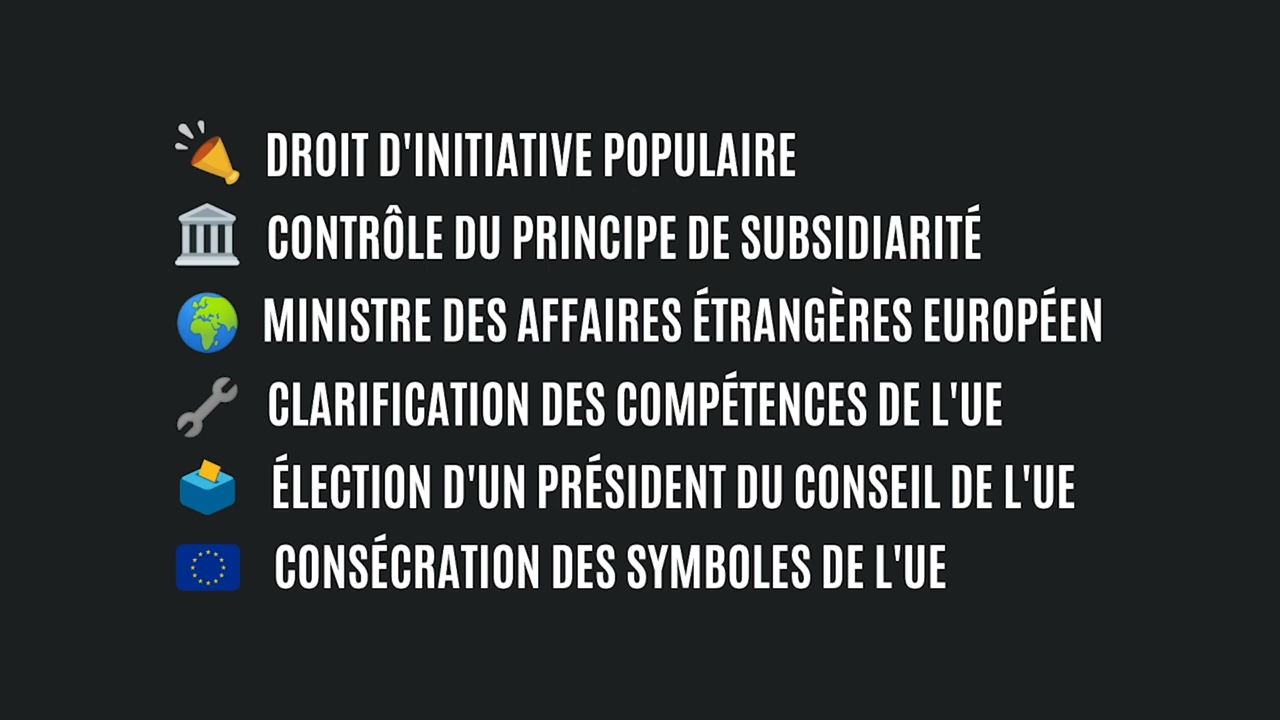 DROIT D'INITIATIVE POPULAIRE
CONTRÔLE DU PRINCIPE DE SUBSIDIARITÉ
MINISTRE DES AFFAIRES ÉTRANGÈRES EUROPÉEN
CLARIFICATION DES COMPÉTENCES DE L'UE
ÉLECTION D'UN PRÉSIDENT DU CONSEIL DE L'UE
CONSÉCRATION DES SYMBOLES DE L'UE